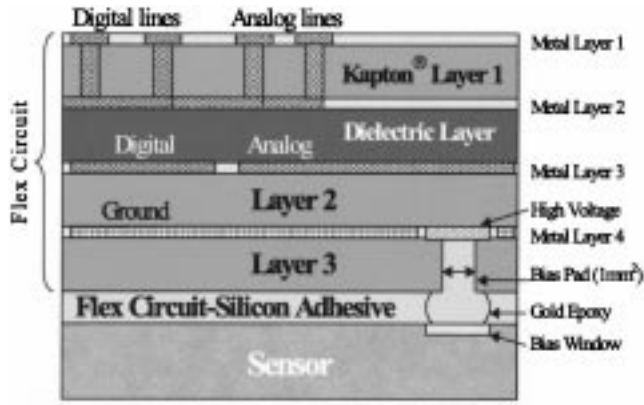 Digital lines Analog lines
Metal Layer 1
Kapton® Layer 1
Metal Layer 2
Dielectric Layer
Digital Analog
Metal Layer 3
Layer 2
High Voltage
Ground
Metal Layer 4
Layer 3
Bias Pad (1mm²)
Flex Circuit-Silicon Adhesive
Gold Epoxy
Bias Window
Sensor
Flex Circuit